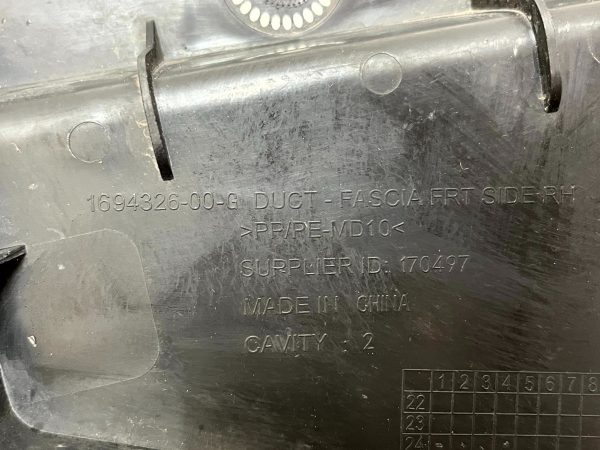 1694326-00-G DUCT - FASCIA FRT SIDE RH
>PP/PE-MD10<
SUPPLIER ID: 170497
MADE IN CHINA
CAVITY : 2
1 2 3 4 5 6 7 8
22
23
24